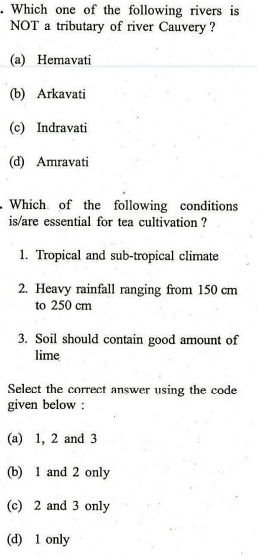 . Which one of the following rivers is
NOT a tributary of river Cauvery ?
(a) Hemavati
(b) Arkavati
(c) Indravati
(d) Amravati
. Which of the following conditions
is/are essential for tea cultivation ?
1. Tropical and sub-tropical climate
2. Heavy rainfall ranging from 150 cm
to 250 cm
3. Soil should contain good amount of
lime
Select the correct answer using the code
given below :
(a) 1, 2 and 3
(b) 1 and 2 only
(c) 2 and 3 only
(d) 1 only